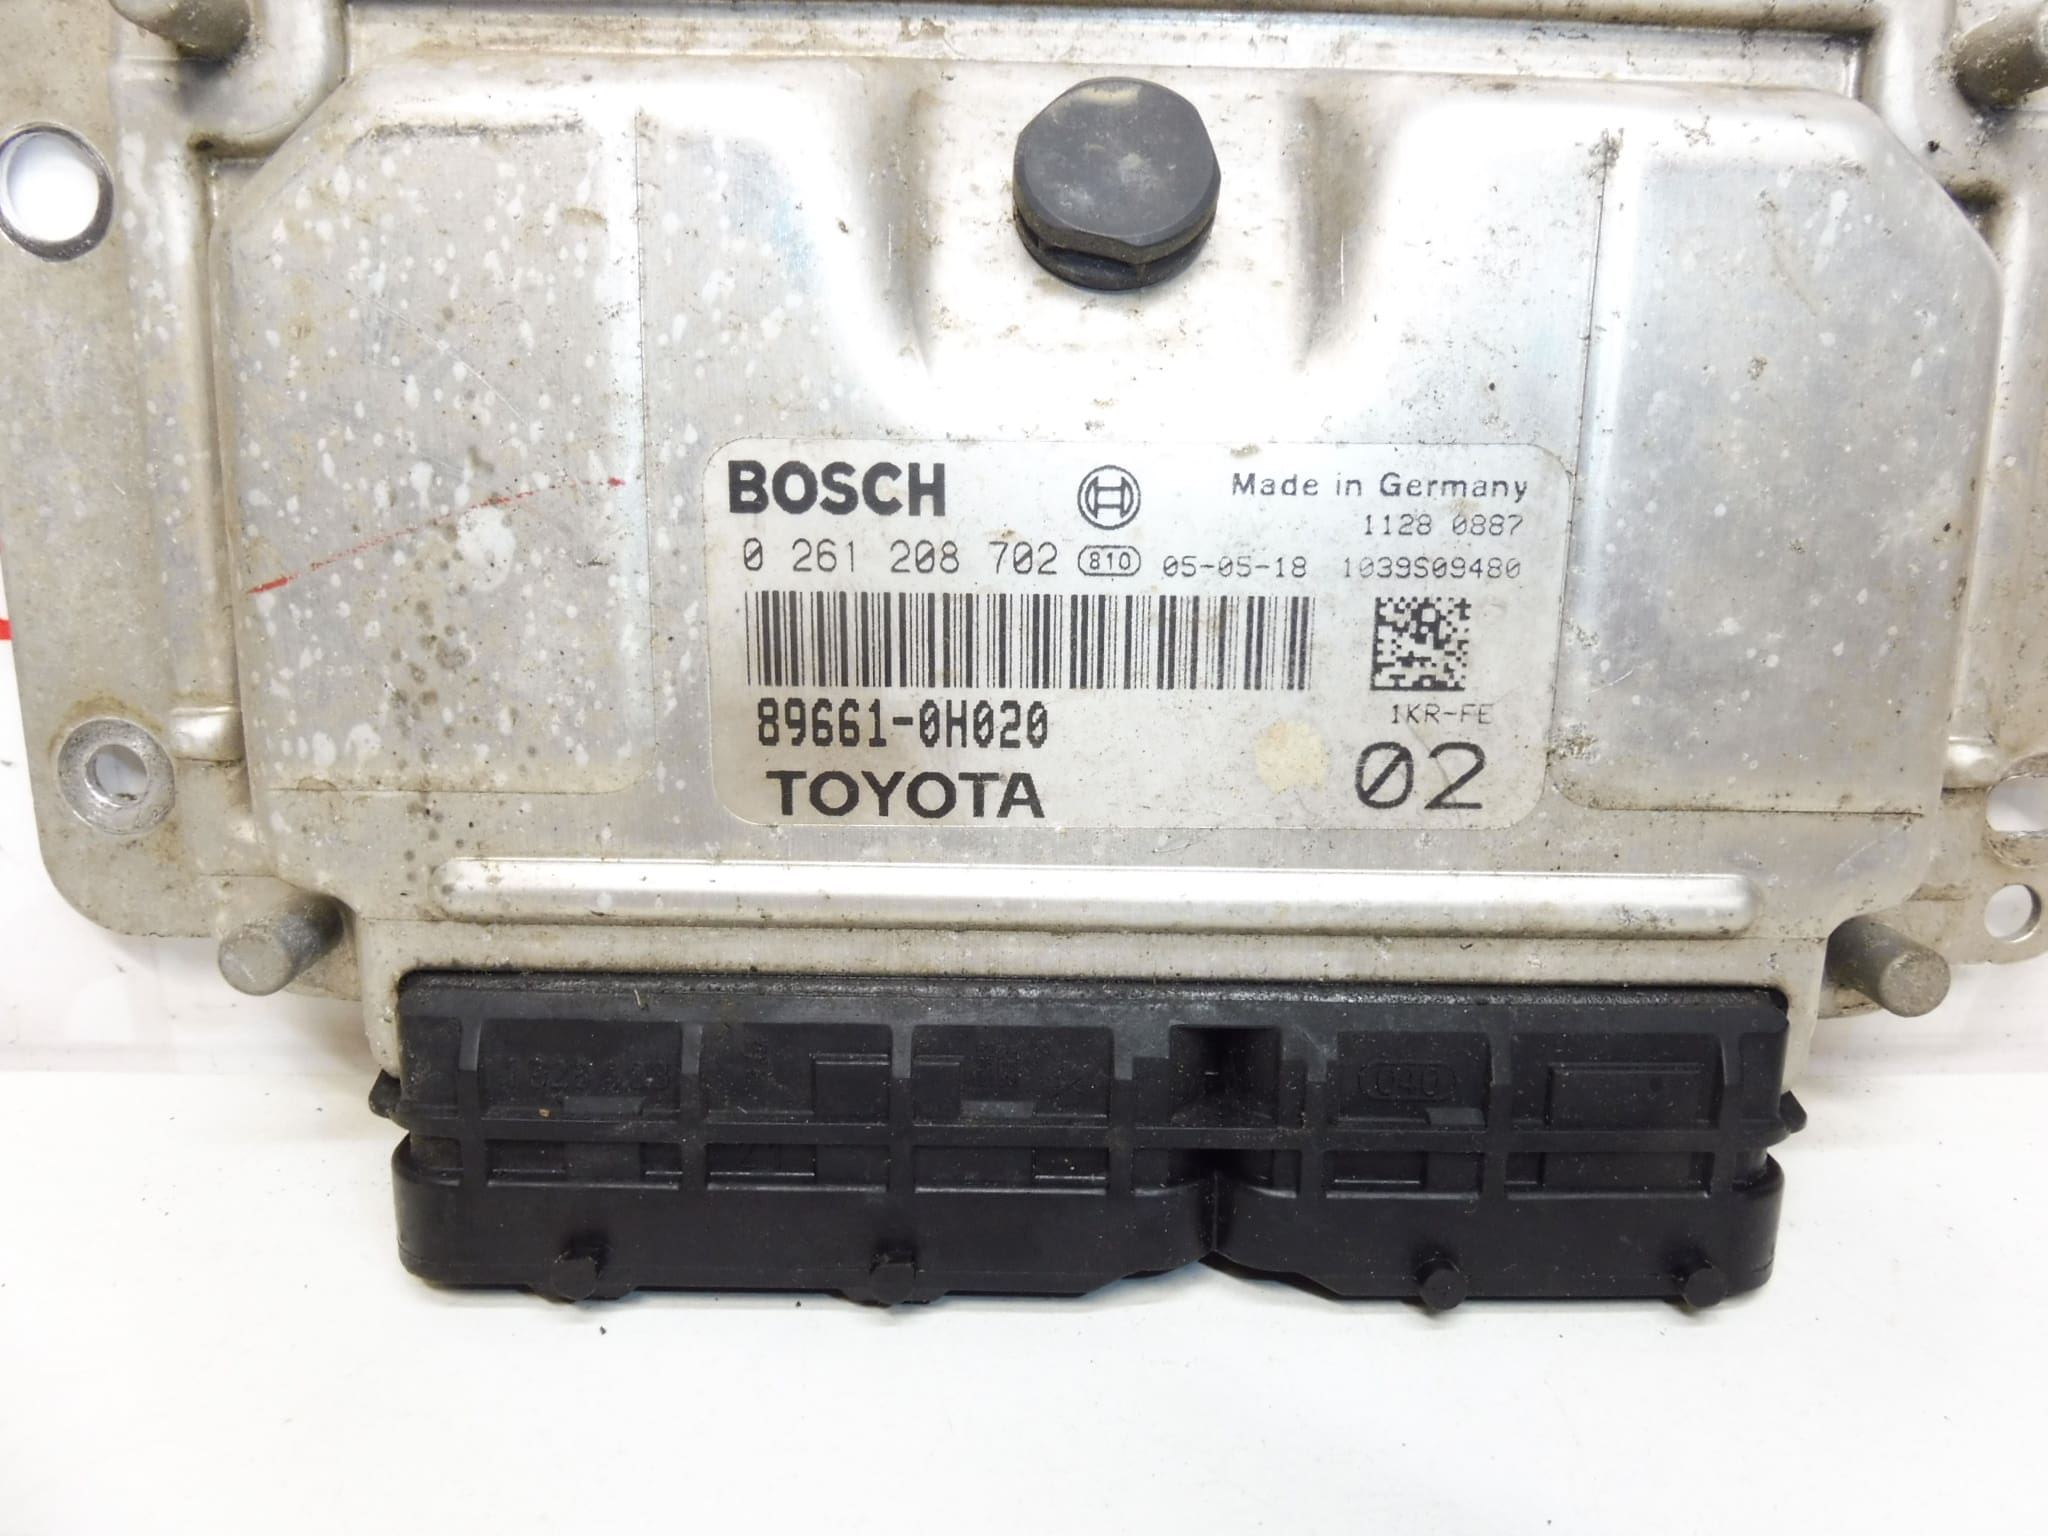 BOSCH Made in Germany
1128 0887
0 261 208 702 810 05-05-18 1039S09480
89661-0H020 1KR-FE
TOYOTA 02